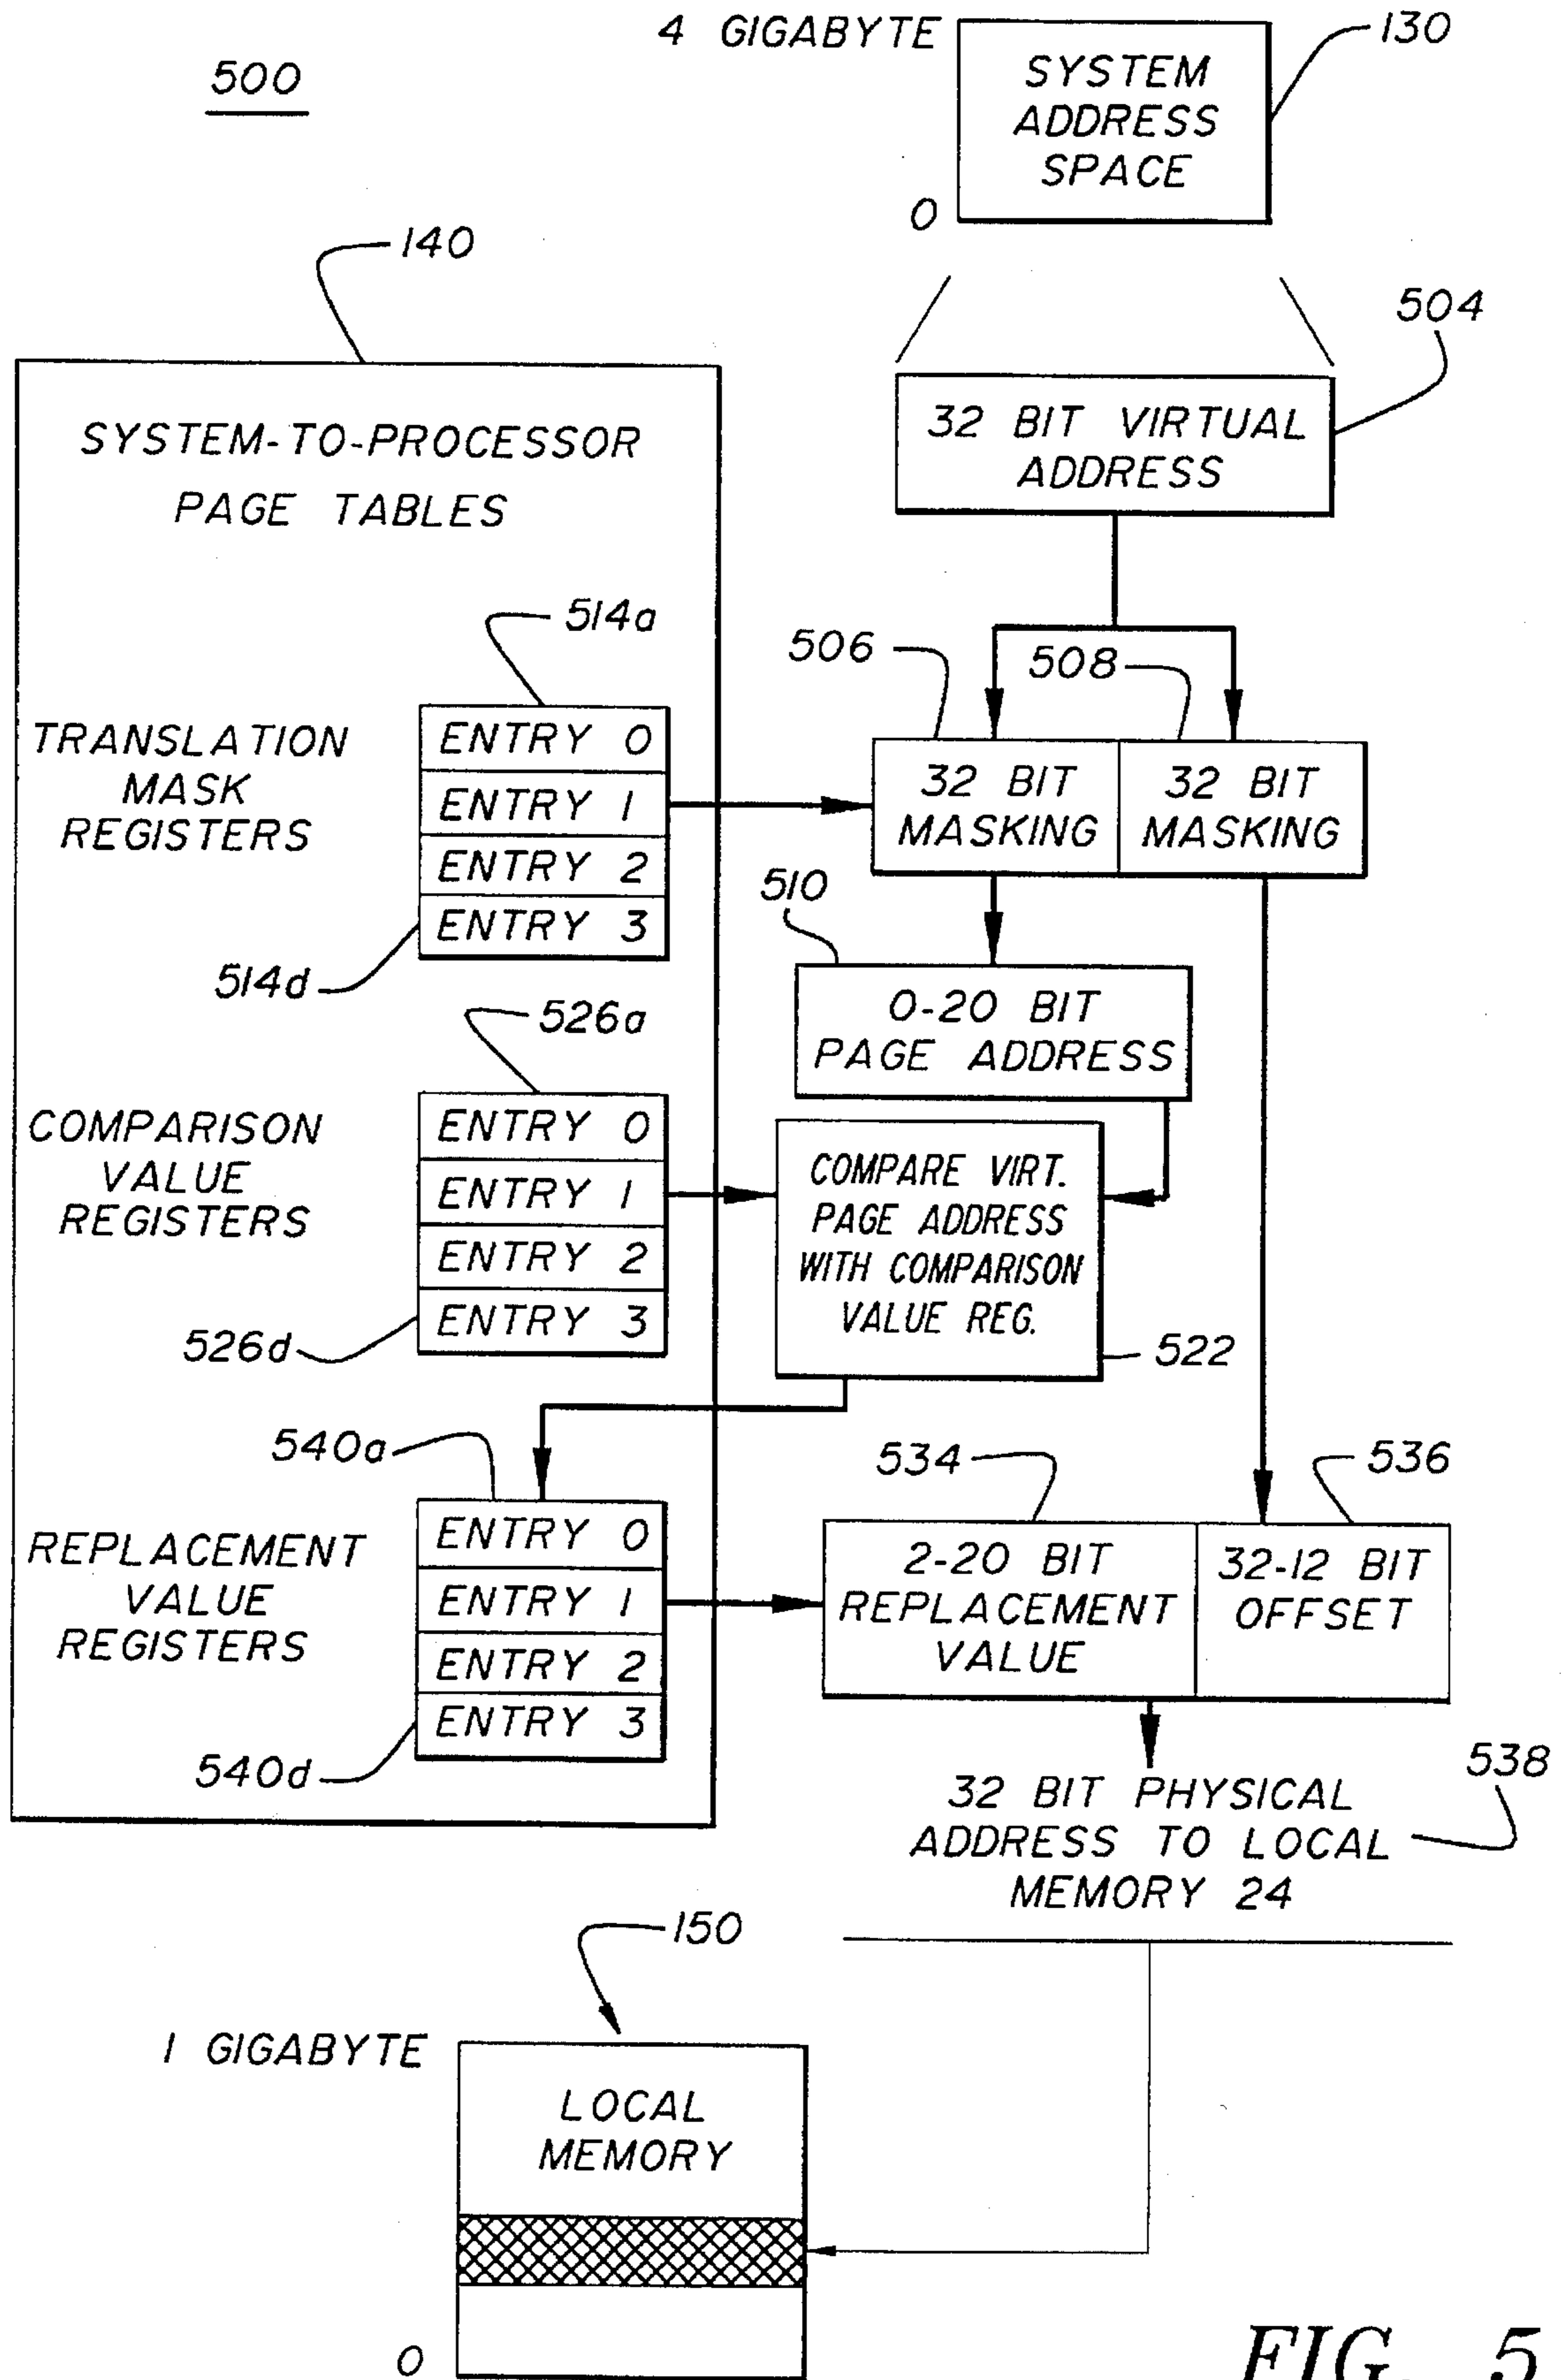 4 GIGABYTE
130
500
SYSTEM
ADDRESS
SPACE
0
140
504
32 BIT VIRTUAL
ADDRESS
SYSTEM-TO-PROCESSOR
PAGE TABLES
514a
506
508
TRANSLATION
MASK
REGISTERS
ENTRY 0
ENTRY 1
ENTRY 2
ENTRY 3
514d
32 BIT
MASKING
32 BIT
MASKING
510
0-20 BIT
PAGE ADDRESS
526a
COMPARISON
VALUE
REGISTERS
ENTRY 0
ENTRY 1
ENTRY 2
ENTRY 3
526d
COMPARE VIRT.
PAGE ADDRESS
WITH COMPARISON
VALUE REG.
522
540a
534
536
REPLACEMENT
VALUE
REGISTERS
ENTRY 0
ENTRY 1
ENTRY 2
ENTRY 3
540d
2-20 BIT
REPLACEMENT
VALUE
32-12 BIT
OFFSET
538
32 BIT PHYSICAL
ADDRESS TO LOCAL
MEMORY 24
150
1 GIGABYTE
LOCAL
MEMORY
0
FIG. 5